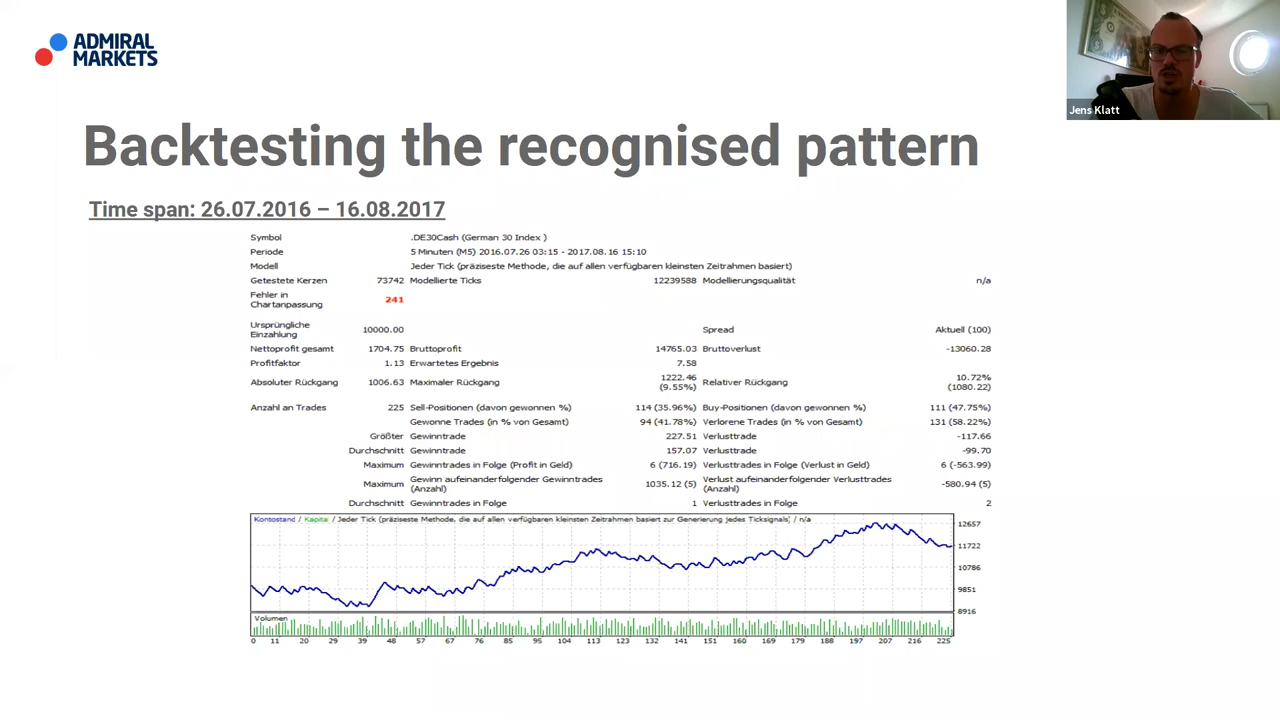 ADMIRAL
MARKETS
Jens Klatt
Backtesting the recognised pattern
Time span: 26.07.2016 – 16.08.2017
Symbol .DE30Cash (German 30 Index )
Periode 5 Minuten (M5) 2016.07.26 03:15 - 2017.08.16 15:10
Modell Jeder Tick (präziseste Methode, die auf allen verfügbaren kleinsten Zeitrahmen basiert)
Getestete Kerzen 73742 Modellierte Ticks 12239588 Modellierungsqualität n/a
Fehler in
Chartanpassung 241
Ursprüngliche
Einzahlung 10000.00 Spread Aktuell (100)
Nettoprofit gesamt 1704.75 Bruttoprofit 14765.03 Bruttoverlust -13060.28
Profitfaktor 1.13 Erwartetes Ergebnis 7.58
Absoluter Rückgang 1006.63 Maximaler Rückgang 1222.46
(9.55%) Relativer Rückgang 10.72%
(1080.22)
Anzahl an Trades 225 Sell-Positionen (davon gewonnen %) 114 (35.96%) Buy-Positionen (davon gewonnen %) 111 (47.75%)
Gewonne Trades (in % von Gesamt) 94 (41.78%) Verlorene Trades (in % von Gesamt) 131 (58.22%)
Größter Gewinntrade 227.51 Verlusttrade -117.66
Durchschnitt Gewinntrade 157.07 Verlusttrade -99.70
Maximum Gewinntrades in Folge (Profit in Geld) 6 (716.19) Verlusttrades in Folge (Verlust in Geld) 6 (-563.99)
Maximum Gewinn aufeinanderfolgender Gewinntrades
(Anzahl) 1035.12 (5) Verlust aufeinanderfolgender Verlusttrades
(Anzahl) -580.94 (5)
Durchschnitt Gewinntrades in Folge 1 Verlusttrades in Folge 2
Kontostand / Kapital / Jeder Tick (präziseste Methode, die auf allen verfügbaren kleinsten Zeitrahmen basiert zur Generierung jedes Ticksignals) / n/a
12657
11722
10786
9851
8916
Volumen
0 11 20 29 39 48 57 67 76 85 95 104 113 123 132 141 151 160 169 179 188 197 207 216 225